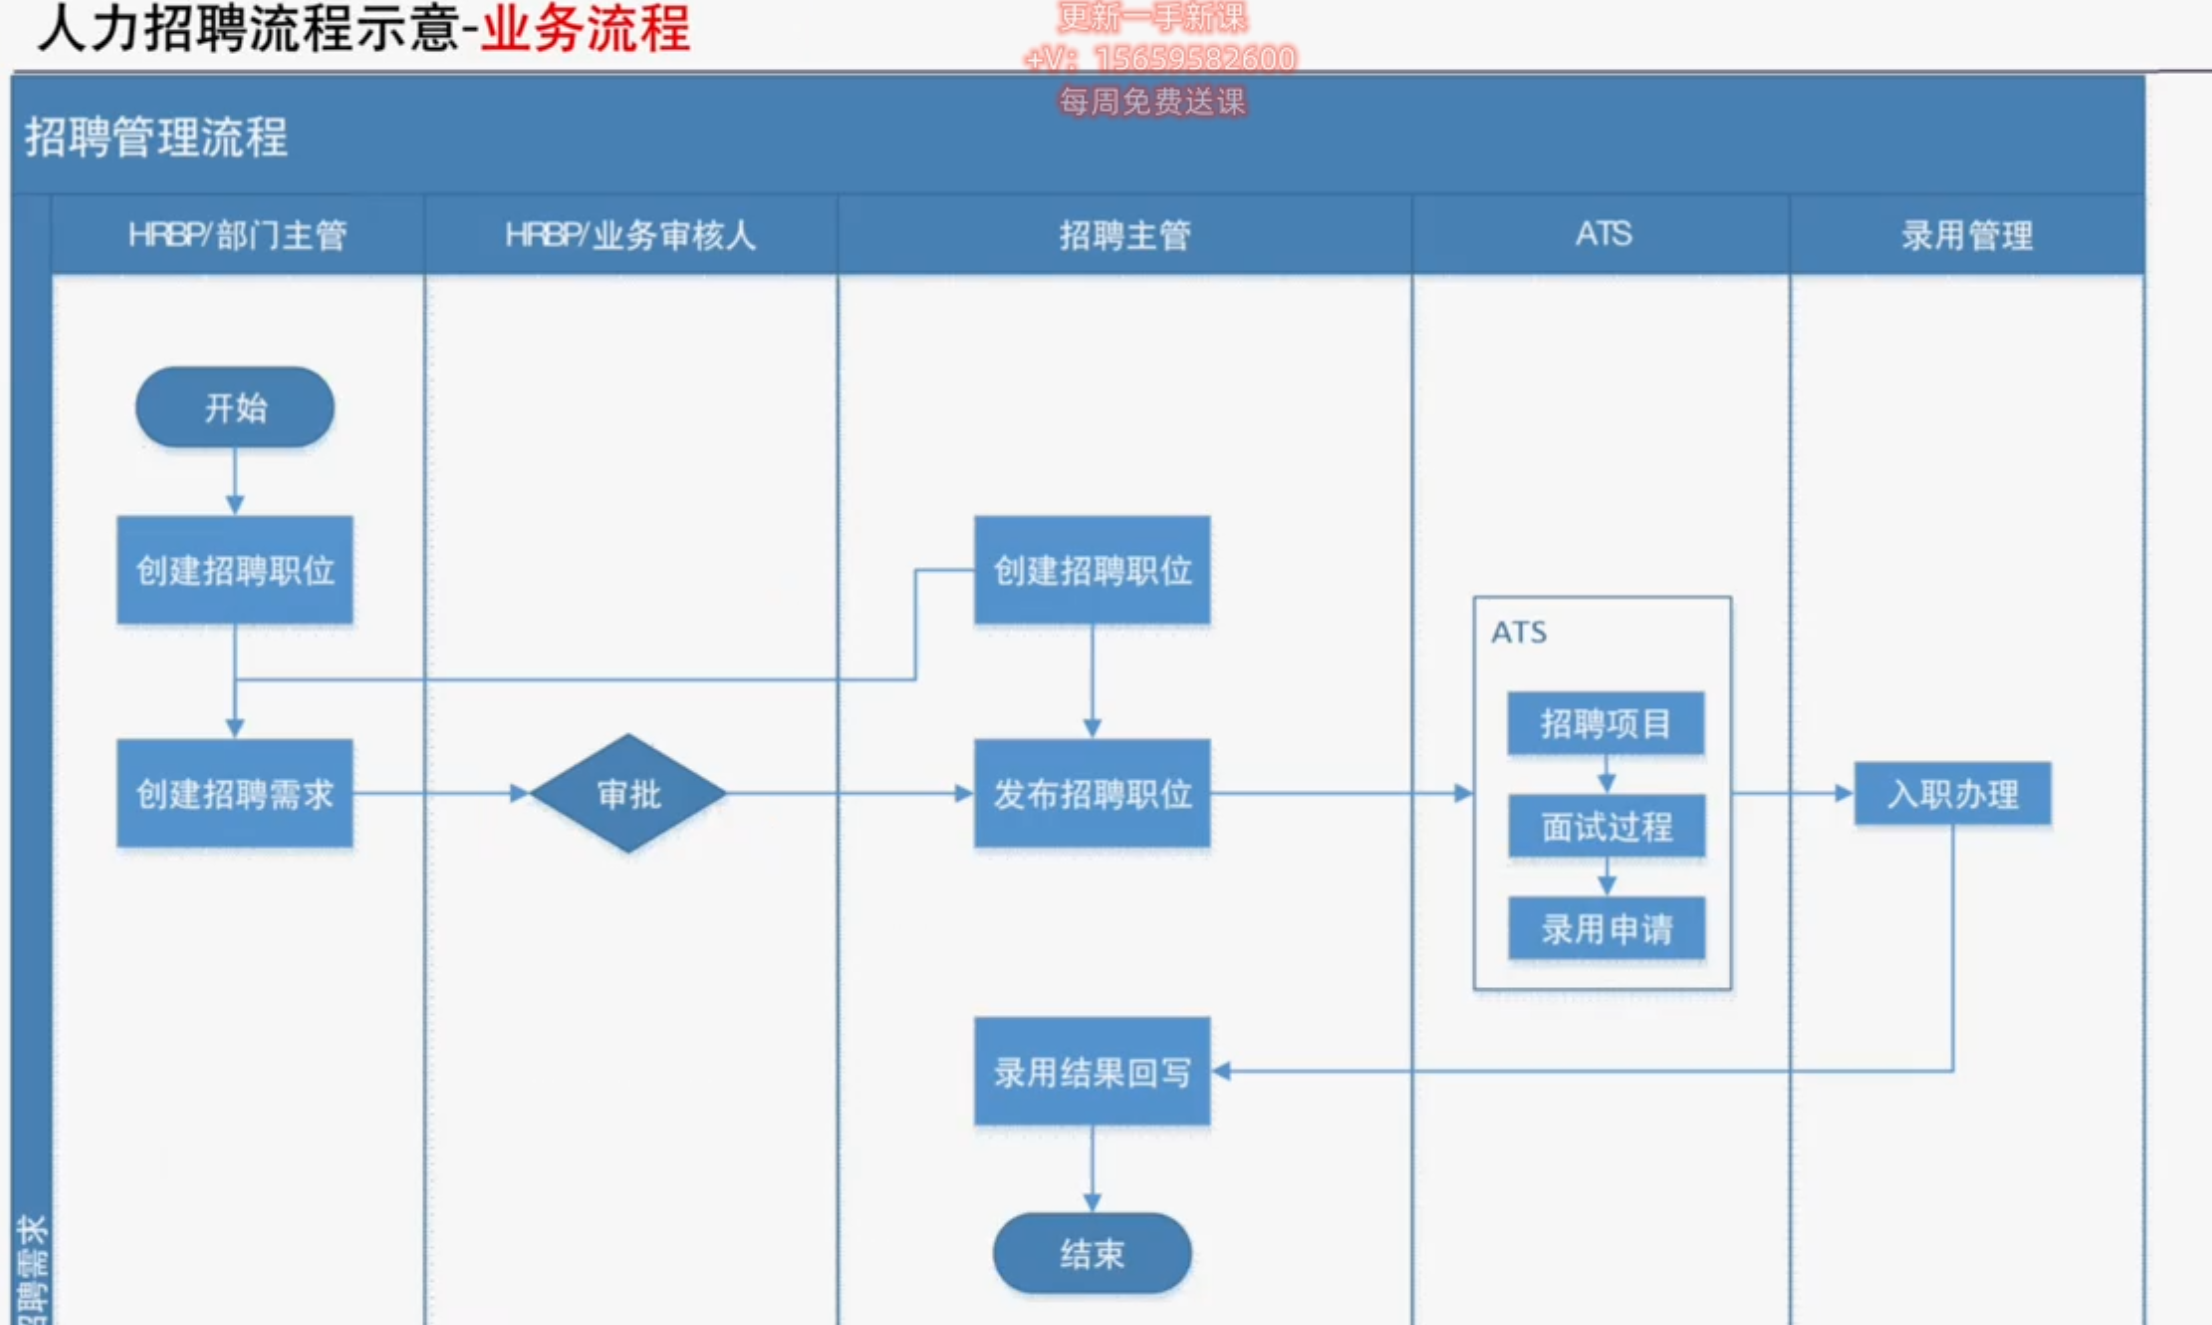 人力招聘流程示意-业务流程
更新一手新课
+V：15659582600
每周免费送课
招聘管理流程
HRBP/部门主管
HRBP/业务审核人
招聘主管
ATS
录用管理
开始
创建招聘职位
创建招聘职位
ATS
招聘项目
创建招聘需求
审批
发布招聘职位
面试过程
入职办理
录用申请
录用结果回写
结束
招聘需求